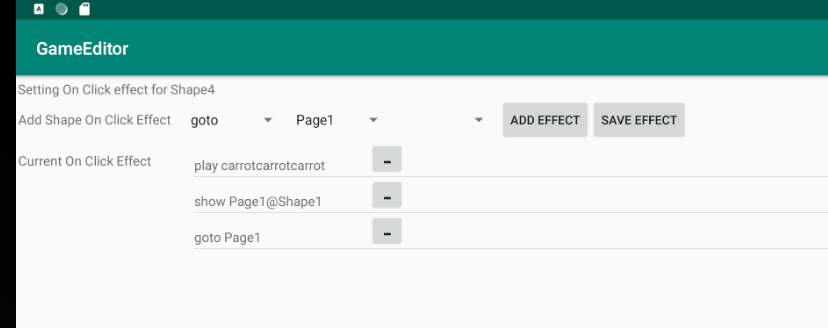 GameEditor
Setting On Click effect for Shape4
Add Shape On Click Effect goto Page1 ADD EFFECT SAVE EFFECT
Current On Click Effect play carrotcarrotcarrot -
show Page1@Shape1 -
goto Page1 -